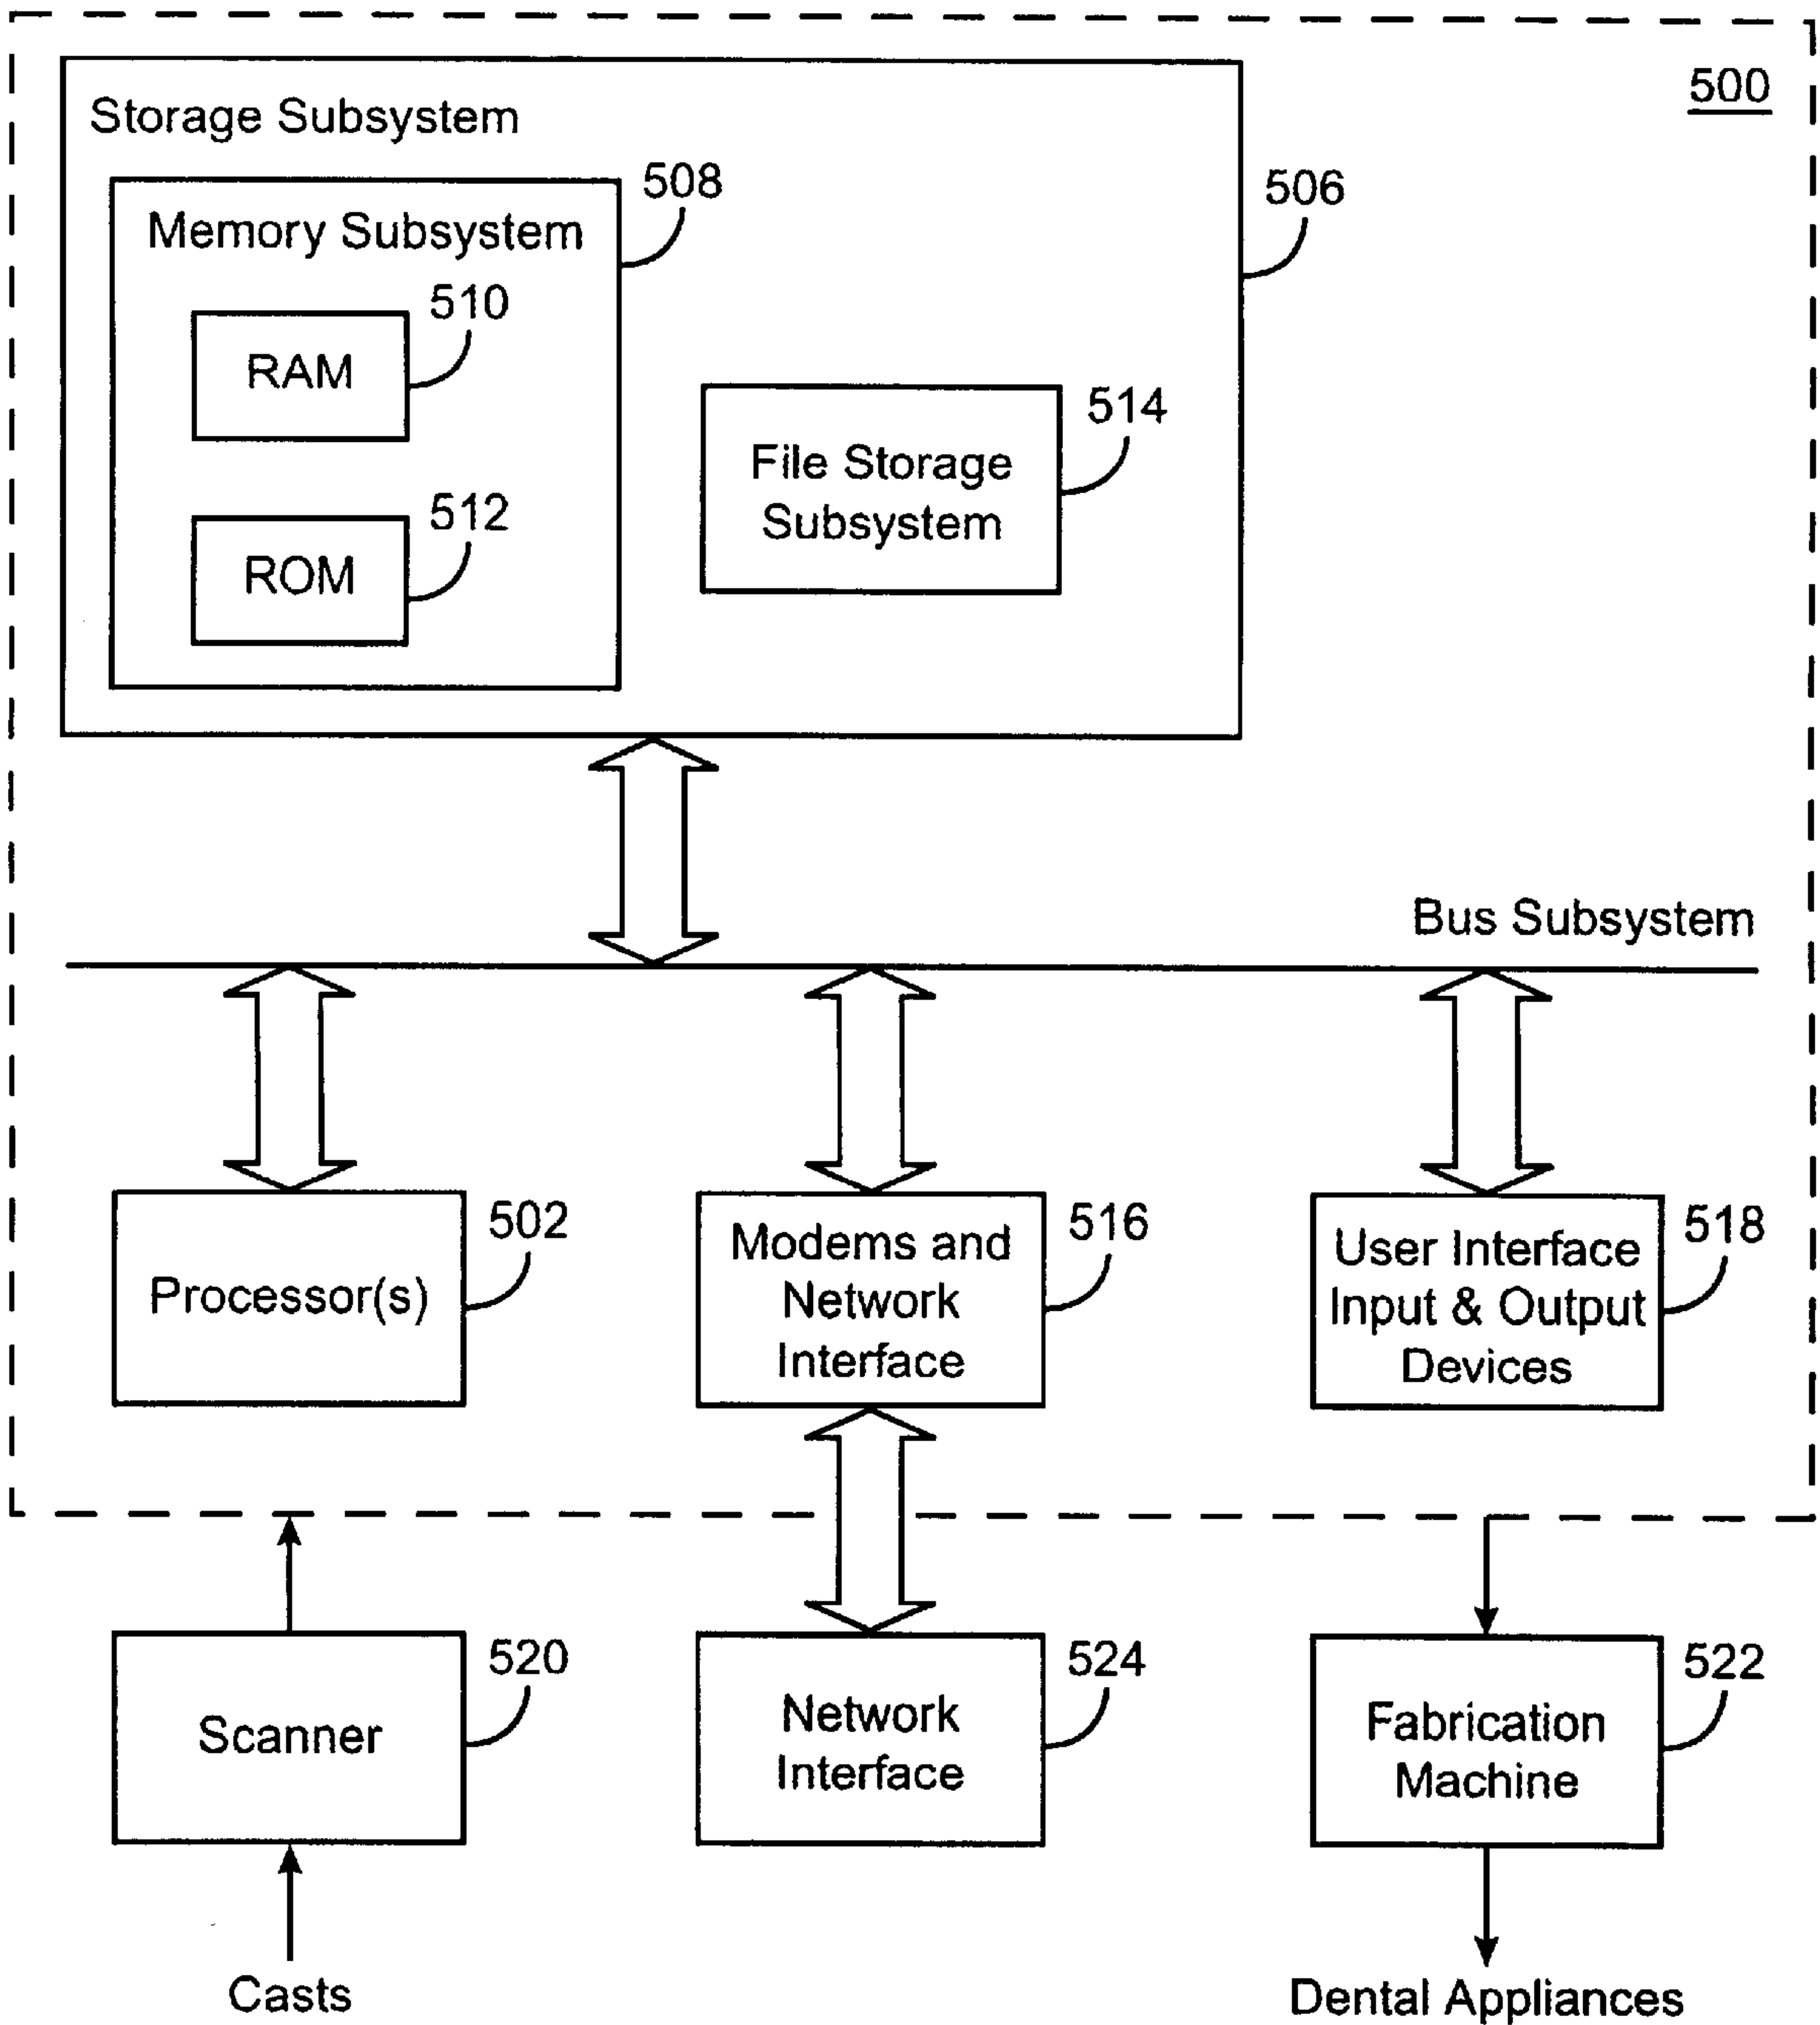 500
Storage Subsystem
508
506
Memory Subsystem
510
RAM
514
File Storage
Subsystem
512
ROM
Bus Subsystem
502
Processor(s)
516
Modems and
Network
Interface
518
User Interface
Input & Output
Devices
520
Scanner
524
Network
Interface
522
Fabrication
Machine
Casts
Dental Appliances